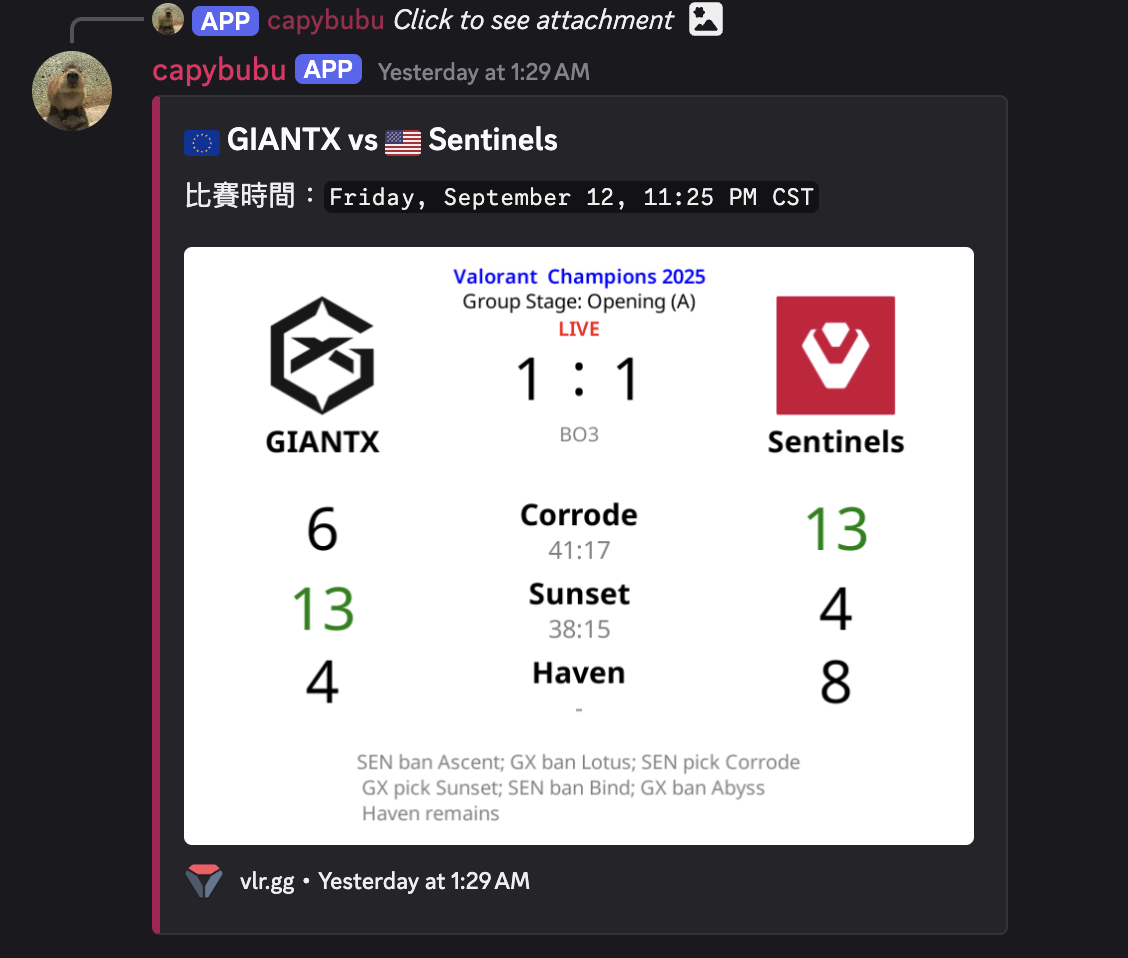 APP capybubu Click to see attachment
capybubu APP Yesterday at 1:29 AM
GIANTX vs Sentinels
比賽時間：Friday, September 12, 11:25 PM CST
Valorant Champions 2025
Group Stage: Opening (A)
LIVE
1 : 1
BO3
GIANTX
Sentinels
6 Corrode 13
41:17
13 Sunset 4
38:15
4 Haven 8
-
SEN ban Ascent; GX ban Lotus; SEN pick Corrode
GX pick Sunset; SEN ban Bind; GX ban Abyss
Haven remains
vlr.gg • Yesterday at 1:29 AM